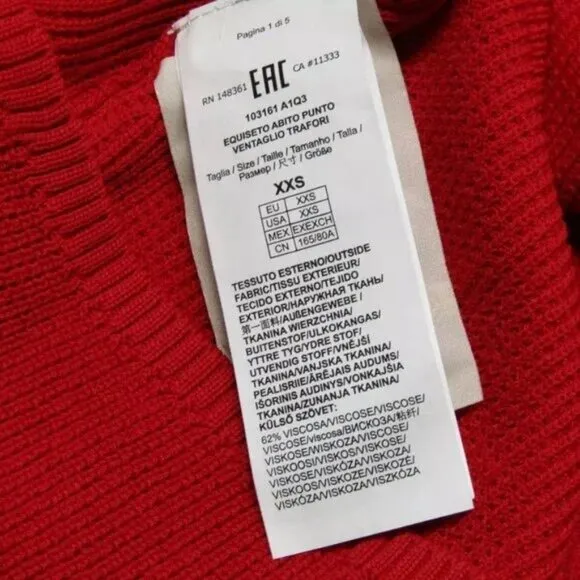 Pagina 1 di 5
RN 148361 EAC CA #11333
103161 A1Q3
EQUISETO ABITO PUNTO
VENTAGLIO TRAFORI
Taglia / Size / Taille / Tamanho / Talla /
Размер / 尺寸 / Größe
XXS
EU XXS
USA XXS
MEX EXEXCH
CN 165/80A
TESSUTO ESTERNO/OUTSIDE
FABRIC/TISSU EXTERIEUR/
TECIDO EXTERNO/TEJIDO
EXTERIOR/НАРУЖНАЯ ТКАНЬ/
第一面料/AUßENGEWEBE /
TKANINA WIERZCHNIA/
BUITENSTOF/ULKOKANGAS/
YTTRE TYG/YDRE STOF/
UTVENDIG STOFF/VNĚJŠÍ
TKANINA/VANJSKA TKANINA/
PEALISRIIE/ĀRĒJAIS AUDUMS/
IŠORINIS AUDINYS/VONKAJŠIA
TKANINA/ZUNANJA TKANINA/
KÜLSŐ SZÖVET:
62% VISCOSA/VISCOSE/VISCOSE/
VISCOSE/viscosa/ВИСКОЗА/粘纤/
VISKOSE/WISKOZA/VISCOSE/
VISKOOSI/VISKOS/VISKOSE/
VISKOSE/VISKÓZA/VISKOZA/
VISKOOS/VISKOZE/VISKOZĖ/
VISKÓZA/VISKOZA/VISZKÓZA